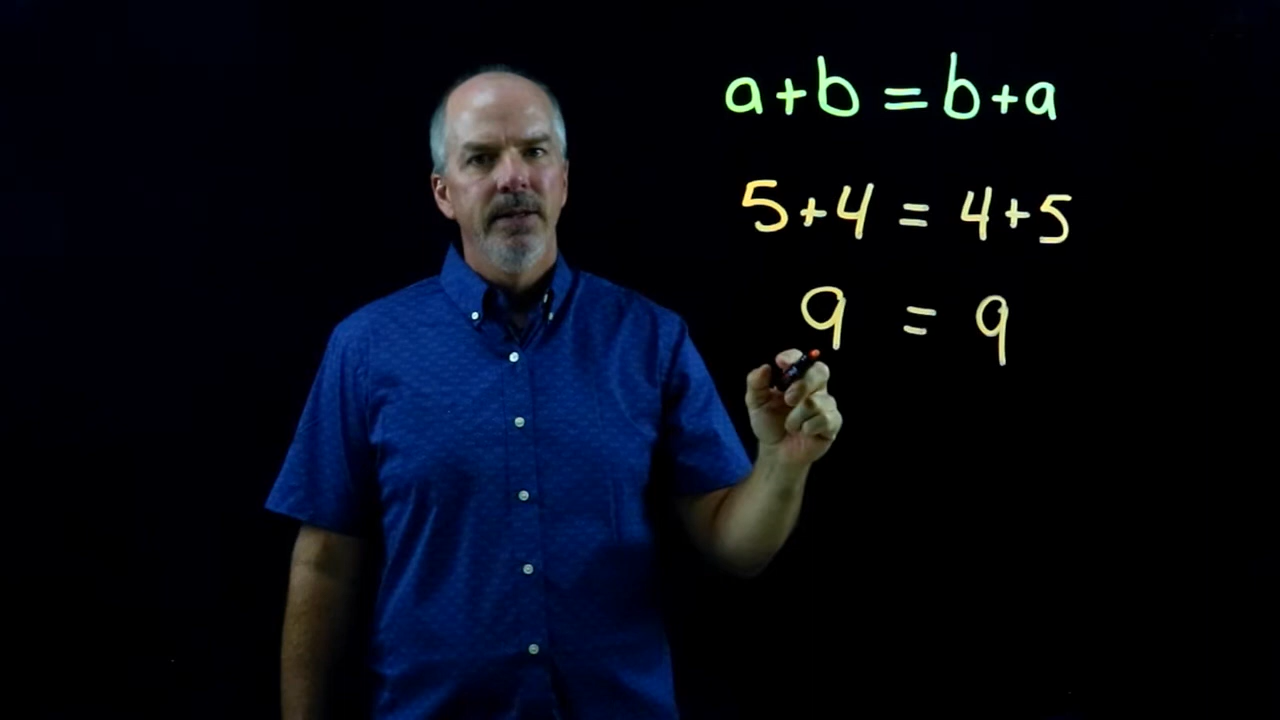 a+b = b+a
5+4 = 4+5
9 = 9